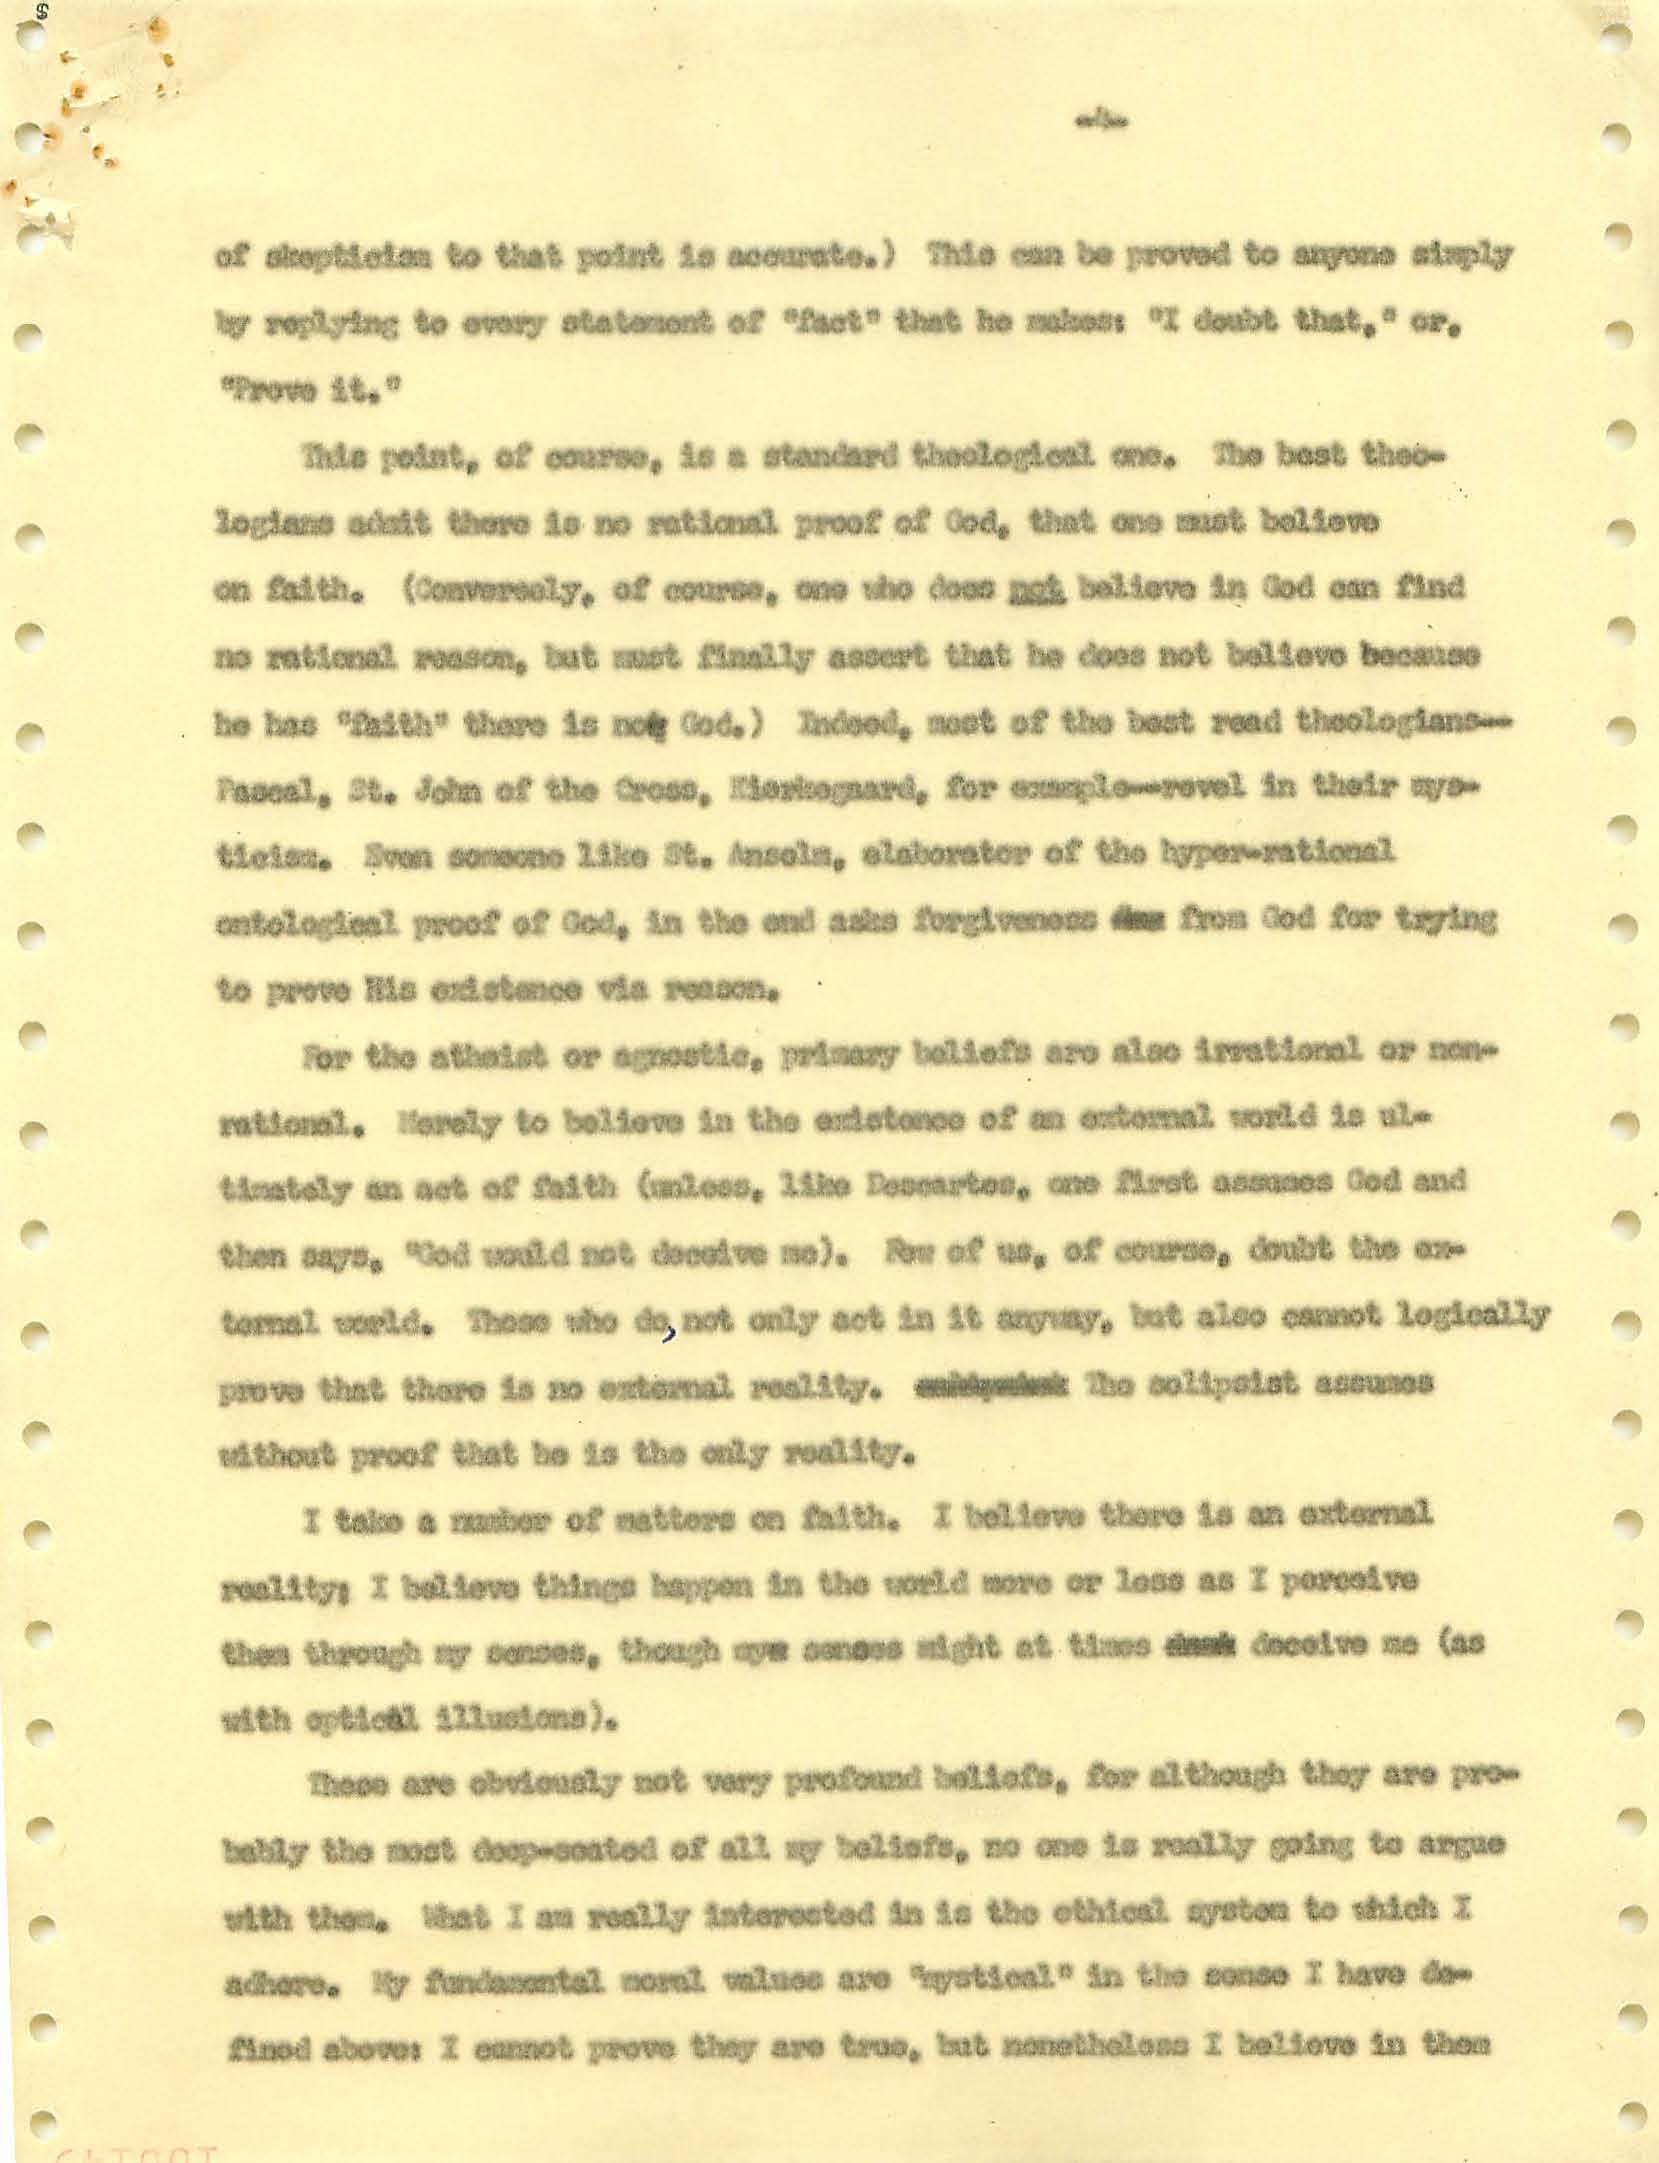 -4-
of skepticism to that point is accurate.) This can be proved to anyone simply
by replying to every statement of "fact" that he makes: "I doubt that," or,
"Prove it."
This point, of course, is a standard theological one. The best theo-
logians admit there is no rational proof of God, that one must believe
on faith. (Conversely, of course, one who does not believe in God can find
no rational reason, but must finally assert that he does not believe because
he has "faith" there is no God.) Indeed, most of the best read theologians--
Pascal, St. John of the Cross, Kierkegaard, for example--revel in their mys-
ticism. Even someone like St. Anselm, elaborator of the hyper-rational
ontological proof of God, in the end asks forgiveness from God for trying
to prove His existence via reason.
For the atheist or agnostic, primary beliefs are also irrational or non-
rational. Merely to believe in the existence of an external world is ul-
timately an act of faith (unless, like Descartes, one first assumes God and
then says, "God would not deceive me). Few of us, of course, doubt the ex-
ternal world. Those who do, not only act in it anyway, but also cannot logically
prove that there is no external reality. The solipsist assumes
without proof that he is the only reality.
I take a number of matters on faith. I believe there is an external
reality; I believe things happen in the world more or less as I perceive
them through my senses, though my senses might at times deceive me (as
with optical illusions).
These are obviously not very profound beliefs, for although they are pro-
bably the most deep-seated of all my beliefs, no one is really going to argue
with them. What I am really interested in is the ethical system to which I
adhere. My fundamental moral values are "mystical" in the sense I have de-
fined above: I cannot prove they are true, but nonetheless I believe in them